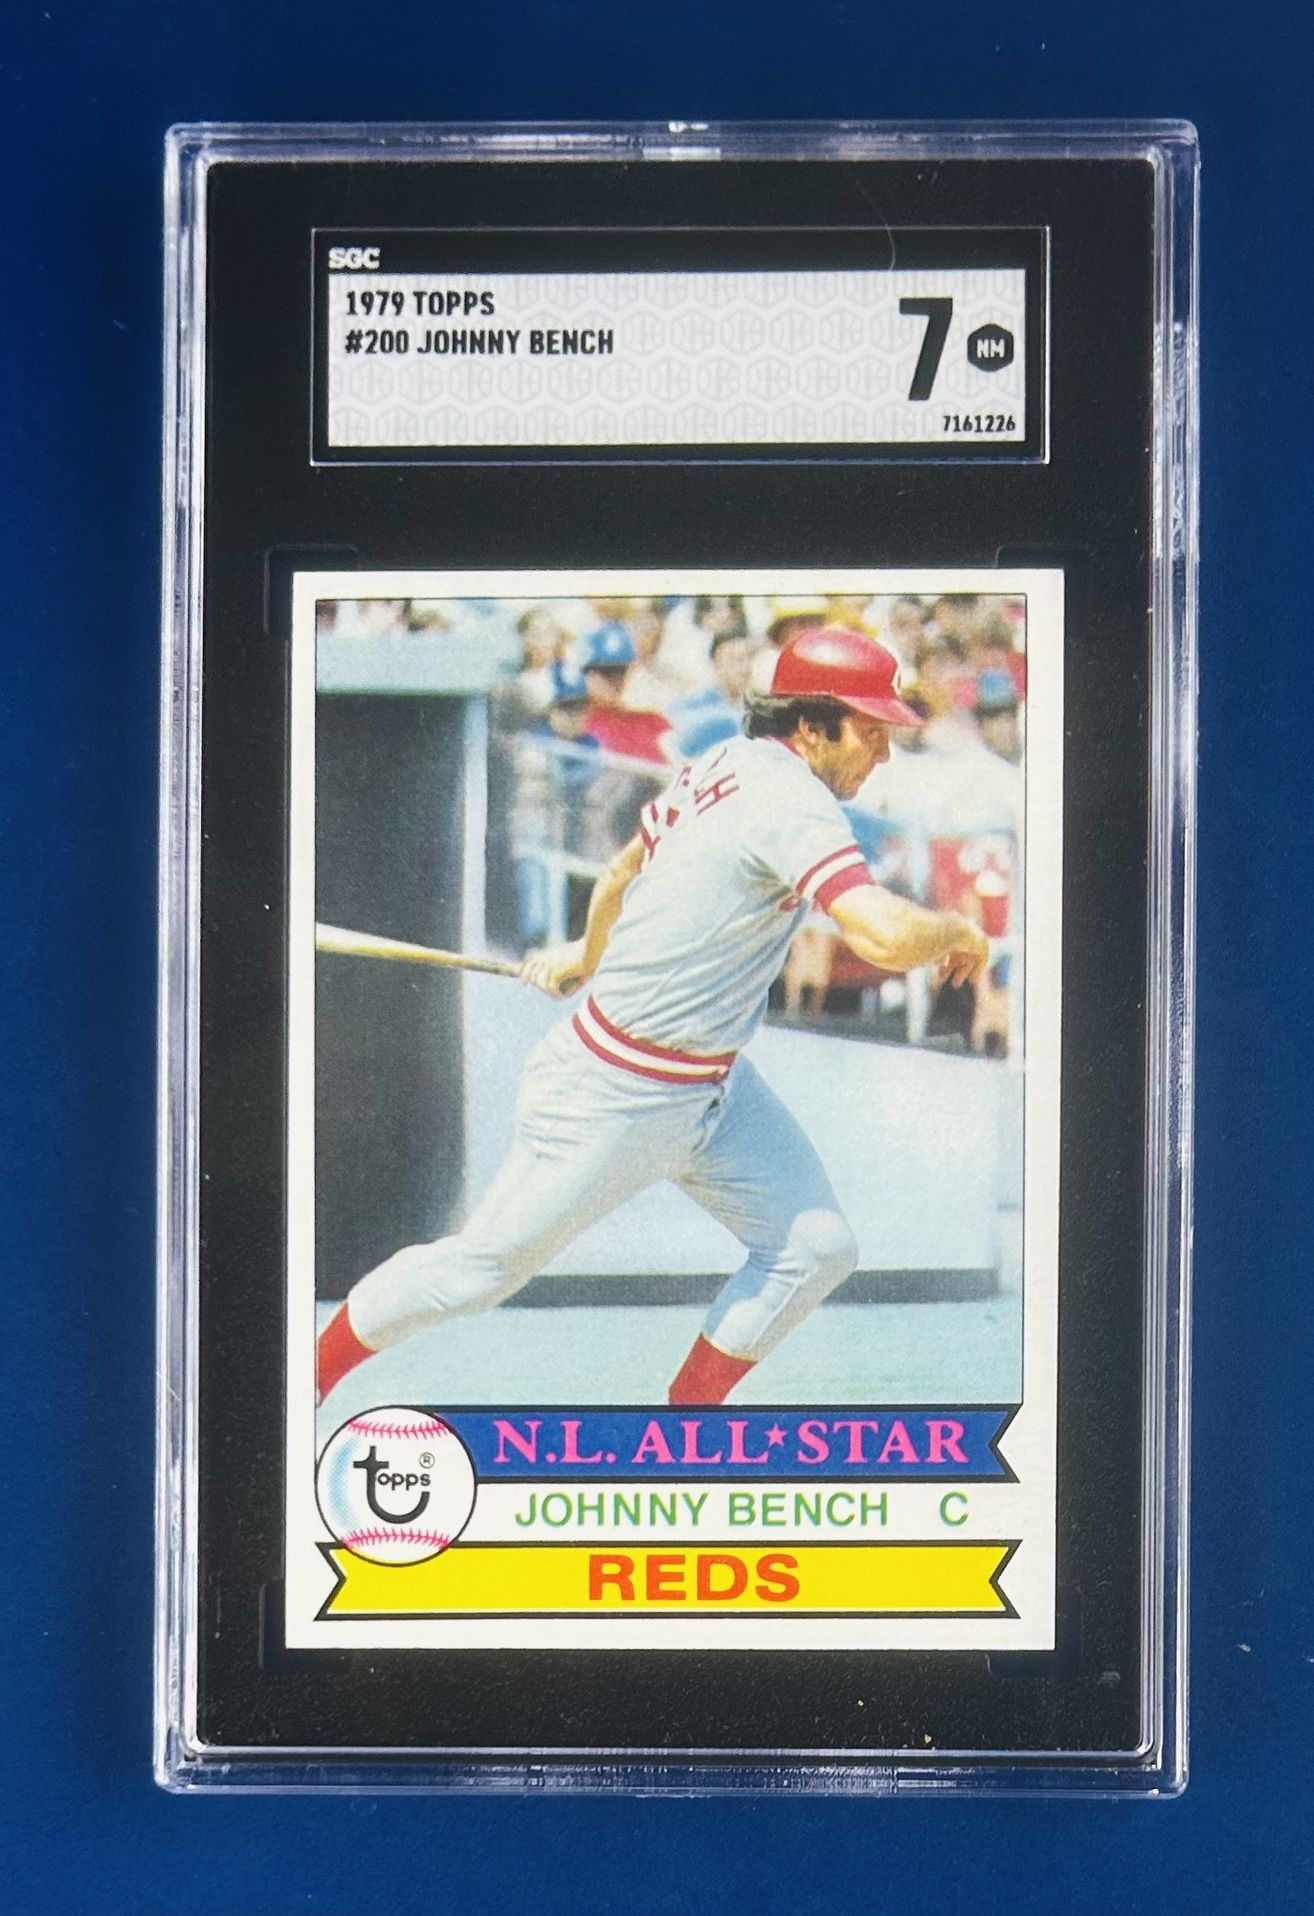 SGC
1979 TOPPS
#200 JOHNNY BENCH
7 NM
7161226
N.L. ALL★STAR
topps®
JOHNNY BENCH C
REDS